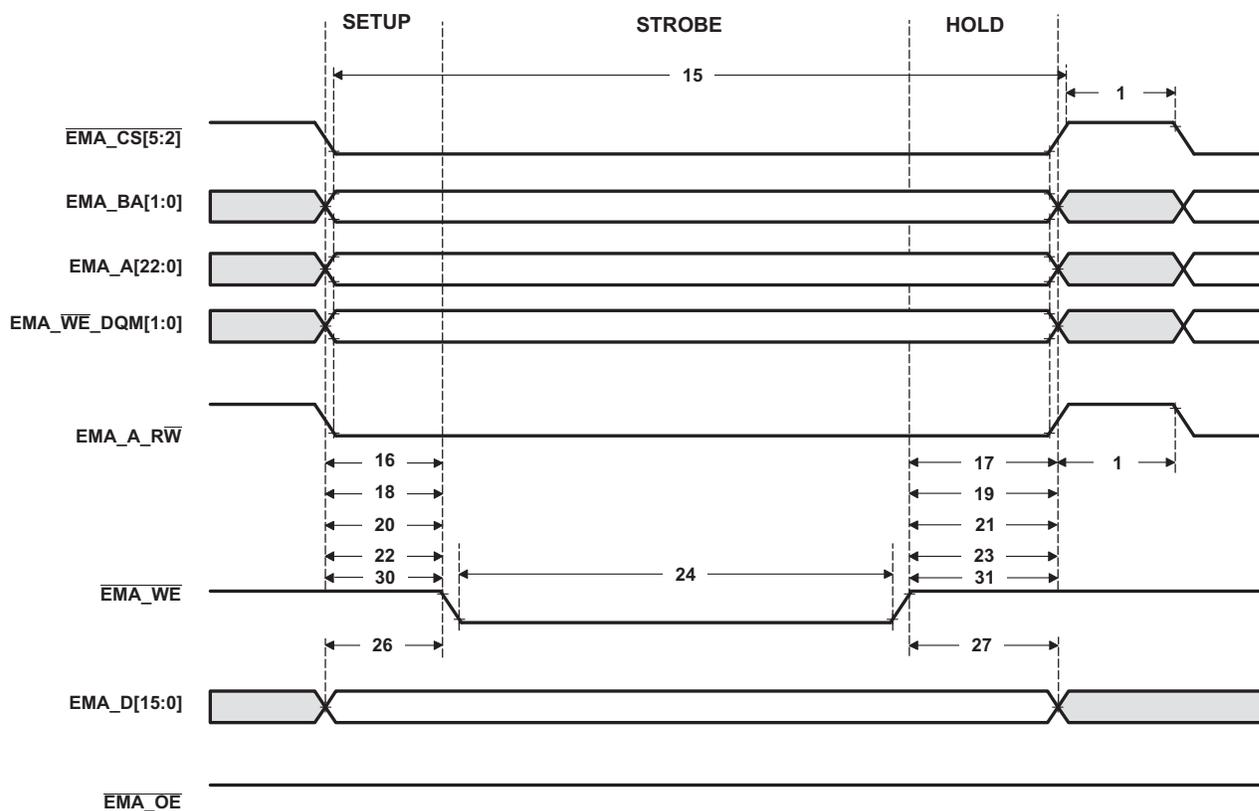 SETUP STROBE HOLD
15
1
EMA_CS[5:2]
EMA_BA[1:0]
EMA_A[22:0]
EMA_WE_DQM[1:0]
EMA_A_RW
16 17 1
18 19
20 21
22 23
24
30 31
EMA_WE
26 27
EMA_D[15:0]
EMA_OE